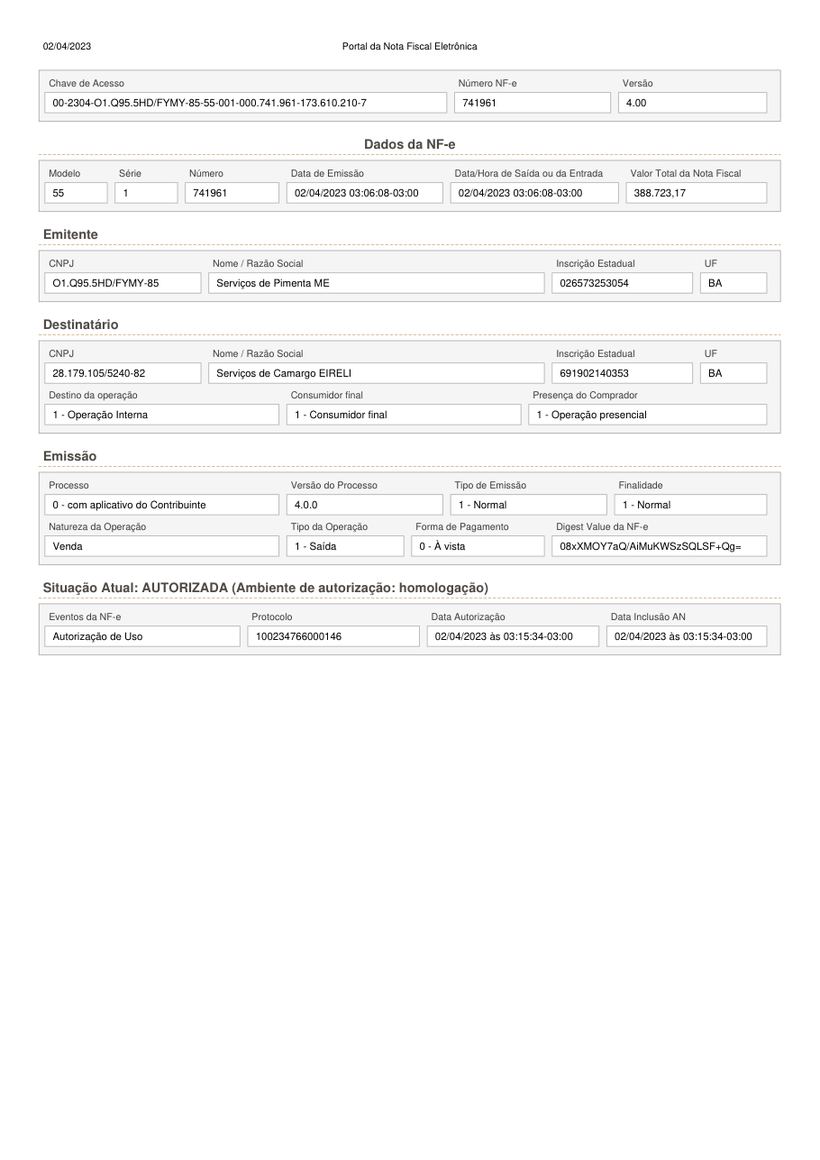 02/04/2023 Portal da Nota Fiscal Eletrônica
Chave de Acesso Número NF-e Versão
00-2304-O1.Q95.5HD/FYMY-85-55-001-000.741.961-173.610.210-7 741961 4.00
Dados da NF-e
Modelo Série Número Data de Emissão Data/Hora de Saída ou da Entrada Valor Total da Nota Fiscal
55 1 741961 02/04/2023 03:06:08-03:00 02/04/2023 03:06:08-03:00 388.723,17
Emitente
CNPJ Nome / Razão Social Inscrição Estadual UF
O1.Q95.5HD/FYMY-85 Serviços de Pimenta ME 026573253054 BA
Destinatário
CNPJ Nome / Razão Social Inscrição Estadual UF
28.179.105/5240-82 Serviços de Camargo EIRELI 691902140353 BA
Destino da operação Consumidor final Presença do Comprador
1 - Operação Interna 1 - Consumidor final 1 - Operação presencial
Emissão
Processo Versão do Processo Tipo de Emissão Finalidade
0 - com aplicativo do Contribuinte 4.0.0 1 - Normal 1 - Normal
Natureza da Operação Tipo da Operação Forma de Pagamento Digest Value da NF-e
Venda 1 - Saída 0 - À vista 08xXMOY7aQ/AiMuKWSzSQLSF+Qg=
Situação Atual: AUTORIZADA (Ambiente de autorização: homologação)
Eventos da NF-e Protocolo Data Autorização Data Inclusão AN
Autorização de Uso 100234766000146 02/04/2023 às 03:15:34-03:00 02/04/2023 às 03:15:34-03:00